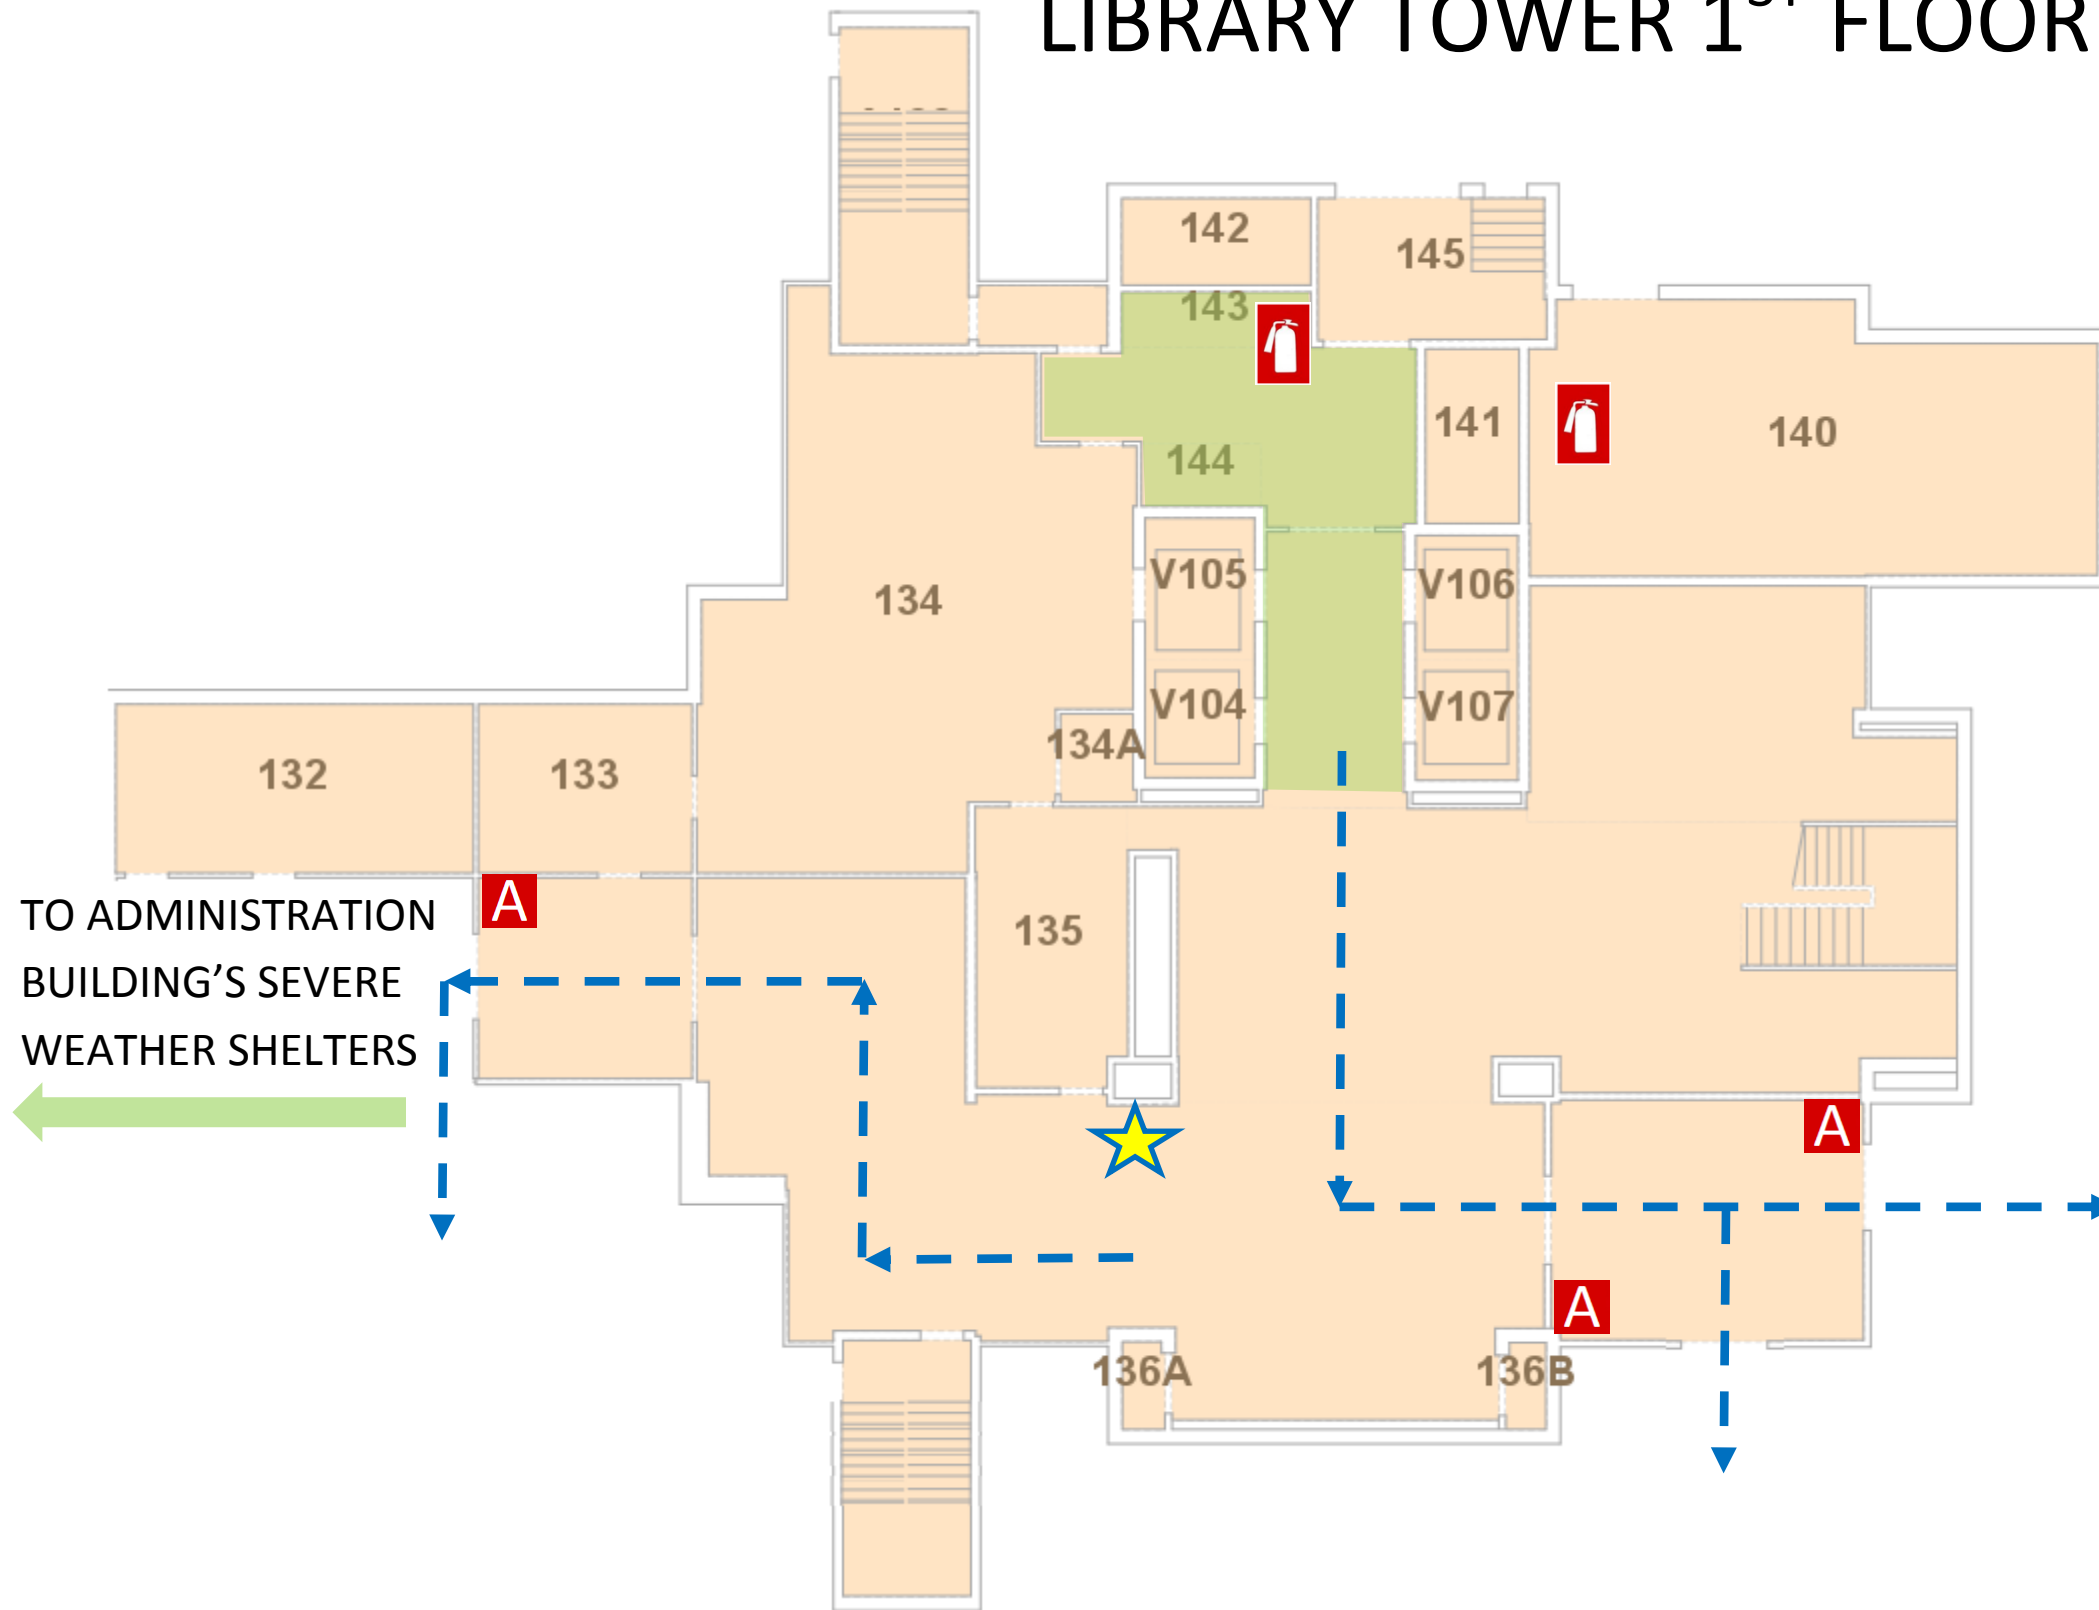 LIBRARY TOWER 1ST FLOOR
142
145
143
141
140
144
V105
V106
134
V104
V107
134A
132
133
A
TO ADMINISTRATION
BUILDING'S SEVERE
WEATHER SHELTERS
135
A
A
136A
136B